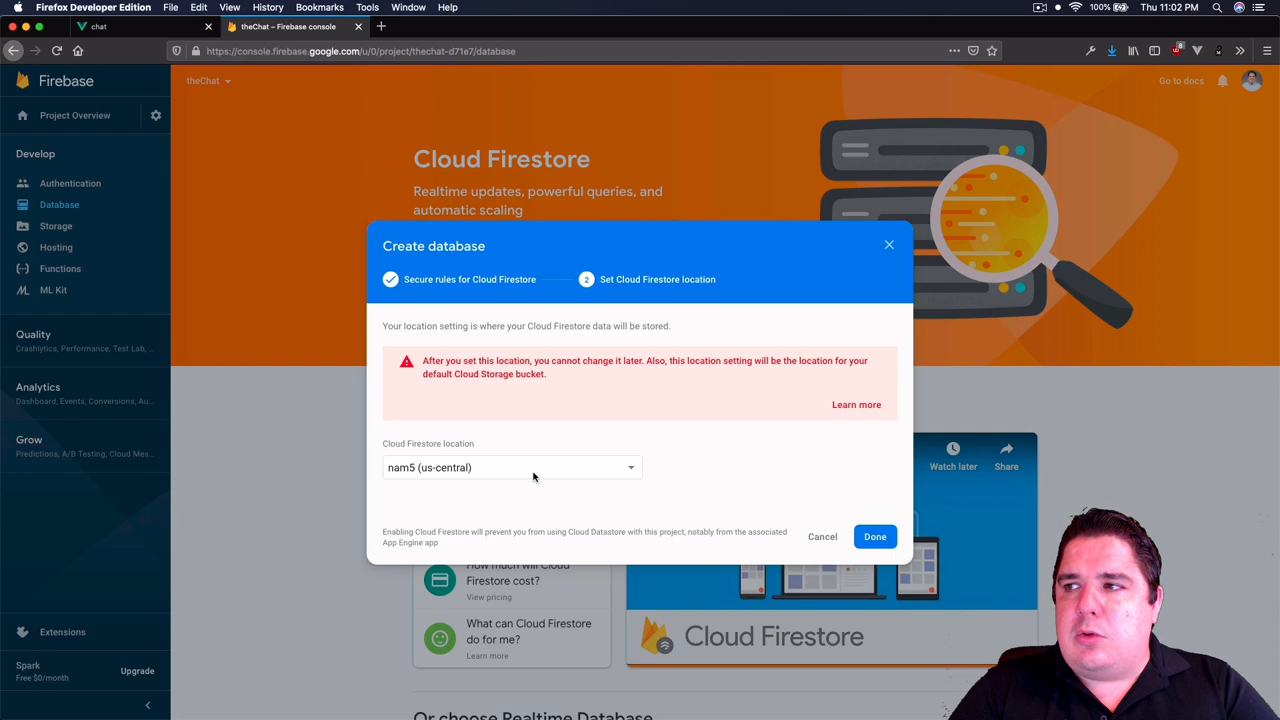 Firefox Developer Edition File Edit View History Bookmarks Tools Window Help
100% Thu 11:02 PM
chat
theChat – Firebase console
https://console.firebase.google.com/u/0/project/thechat-d71e7/database
8
Firebase
theChat
Go to docs
Project Overview
Develop
Authentication
Database
Storage
Hosting
Functions
ML Kit
Quality
Crashlytics, Performance, Test Lab, ...
Analytics
Dashboard, Events, Conversions, Au...
Grow
Predictions, A/B Testing, Cloud Mes...
Extensions
Spark
Free $0/month
Upgrade
Cloud Firestore
Realtime updates, powerful queries, and
automatic scaling
Create database
Secure rules for Cloud Firestore
2 Set Cloud Firestore location
Your location setting is where your Cloud Firestore data will be stored.
After you set this location, you cannot change it later. Also, this location setting will be the location for your
default Cloud Storage bucket.
Learn more
Cloud Firestore location
nam5 (us-central)
Enabling Cloud Firestore will prevent you from using Cloud Datastore with this project, notably from the associated
App Engine app
Cancel
Done
Watch later
Share
How much will Cloud
Firestore cost?
View pricing
What can Cloud Firestore
do for me?
Learn more
Cloud Firestore
Or choose Realtime Database